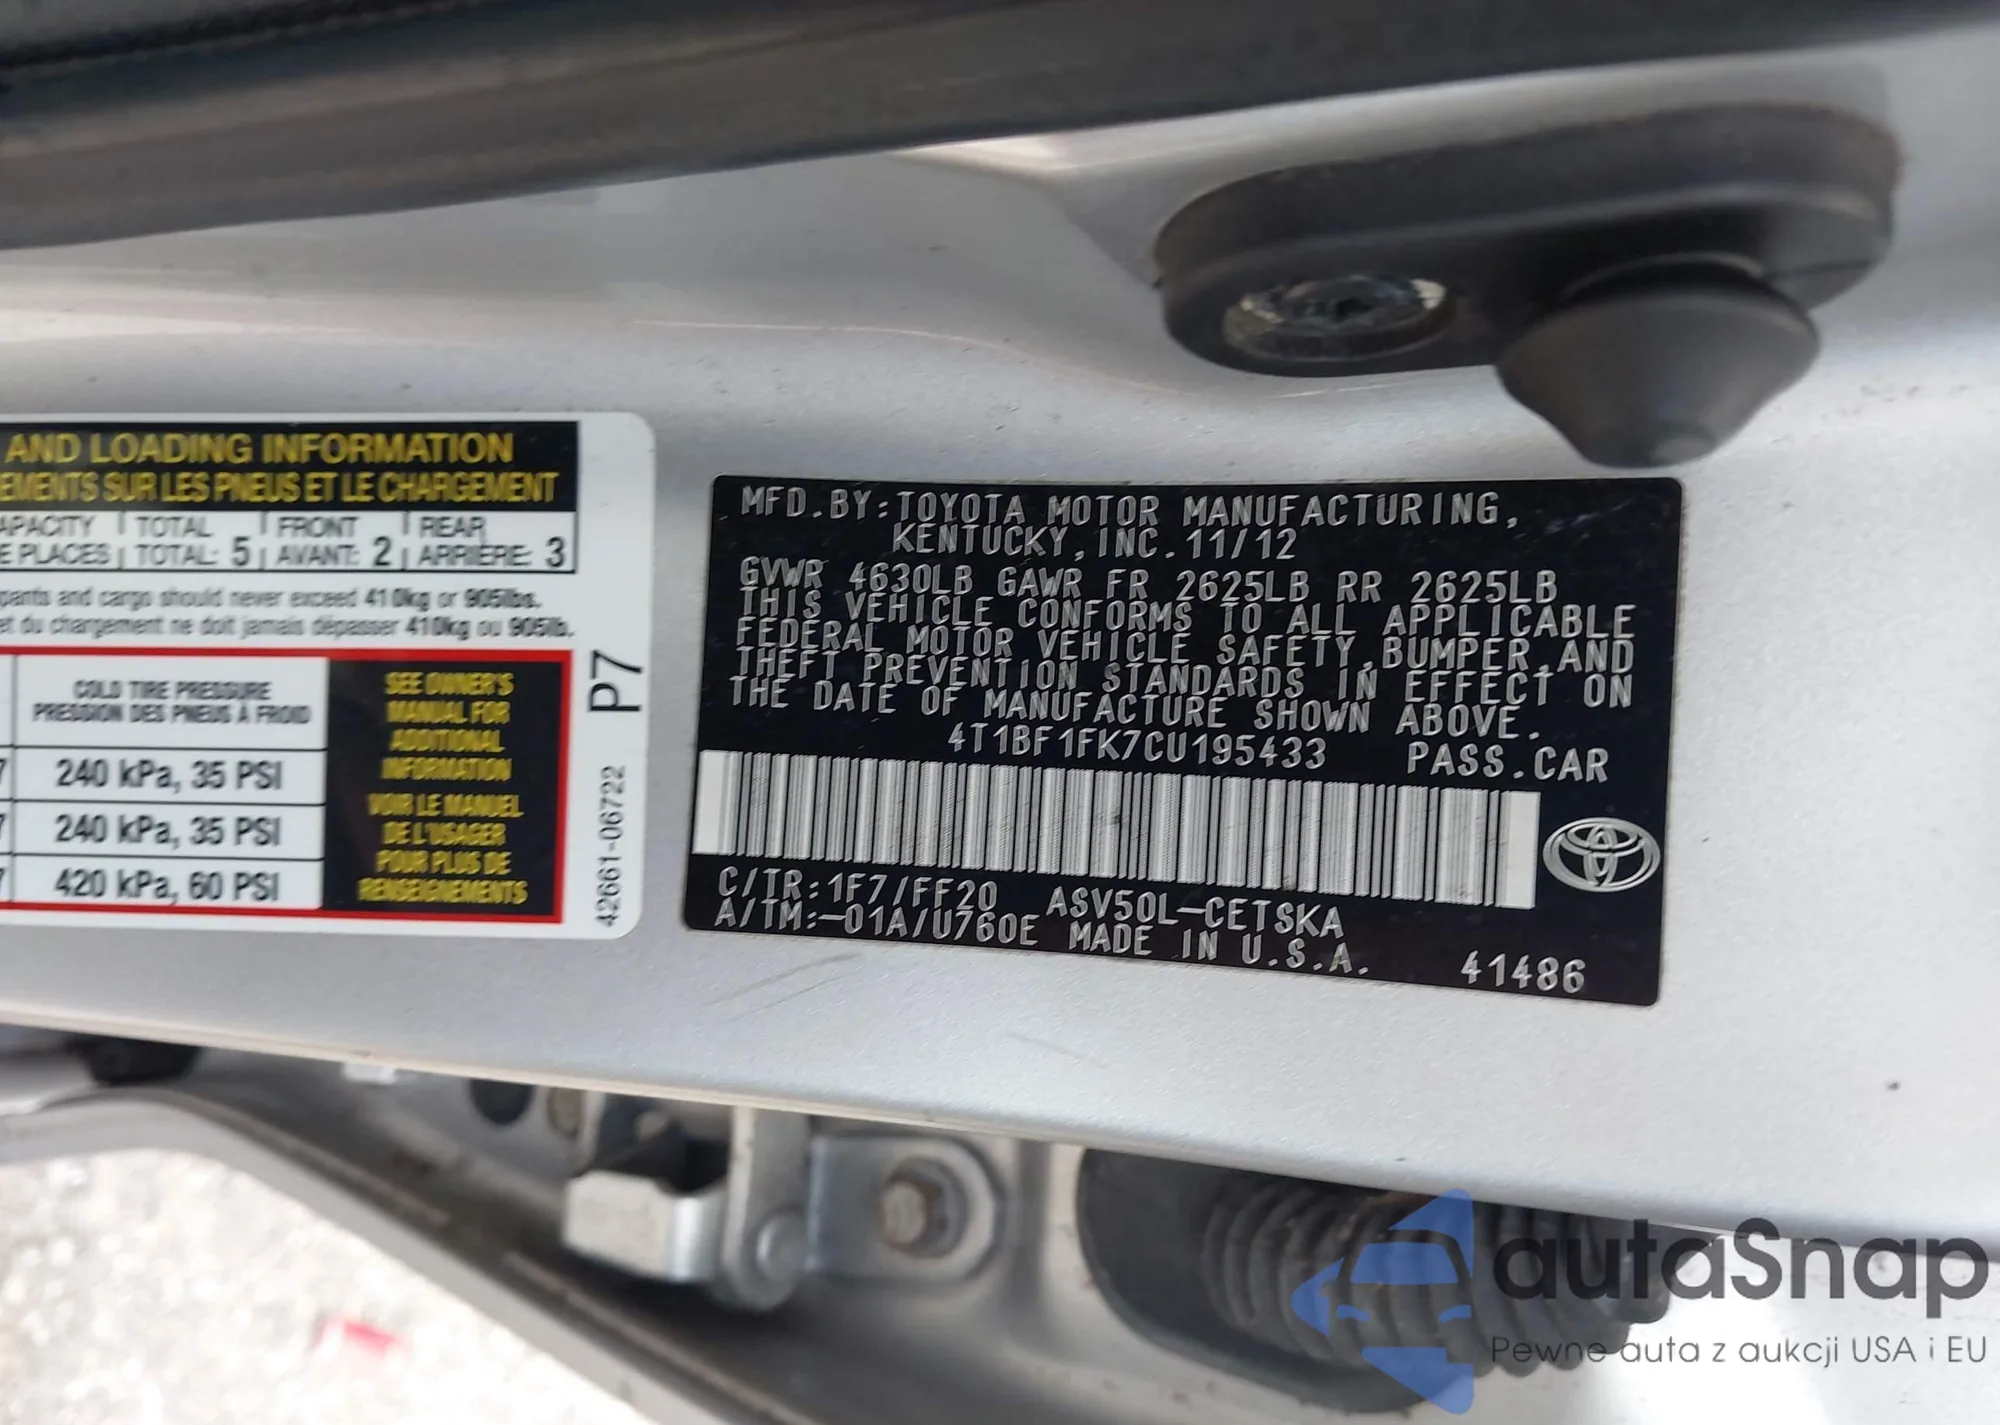 AND LOADING INFORMATION
EMENTS SUR LES PNEUS ET LE CHARGEMENT
APACITY TOTAL FRONT REAR
E PLACES TOTAL: 5 AVANT: 2 ARRIÈRE: 3
pants and cargo should never exceed 410kg or 905lbs.
et du chargement ne doit jamais dépasser 410kg ou 905lb.
COLD TIRE PRESSURE
PRESSION DES PNEUS À FROID
240 kPa, 35 PSI
240 kPa, 35 PSI
420 kPa, 60 PSI
SEE OWNER'S
MANUAL FOR
ADDITIONAL
INFORMATION
VOIR LE MANUEL
DE L'USAGER
POUR PLUS DE
RENSEIGNEMENTS
P7
42661-06722
MFD.BY:TOYOTA MOTOR MANUFACTURING,
KENTUCKY,INC.11/12
GVWR 4630LB GAWR FR 2625LB RR 2625LB
THIS VEHICLE CONFORMS TO ALL APPLICABLE
FEDERAL MOTOR VEHICLE SAFETY,BUMPER,AND
THEFT PREVENTION STANDARDS IN EFFECT ON
THE DATE OF MANUFACTURE SHOWN ABOVE.
4T1BF1FK7CU195433 PASS.CAR
C/TR:1F7/FF20 ASV50L-CETSKA
A/TM:-01A/U760E MADE IN U.S.A.
41486
autaSnap
Pewne auta z aukcji USA i EU